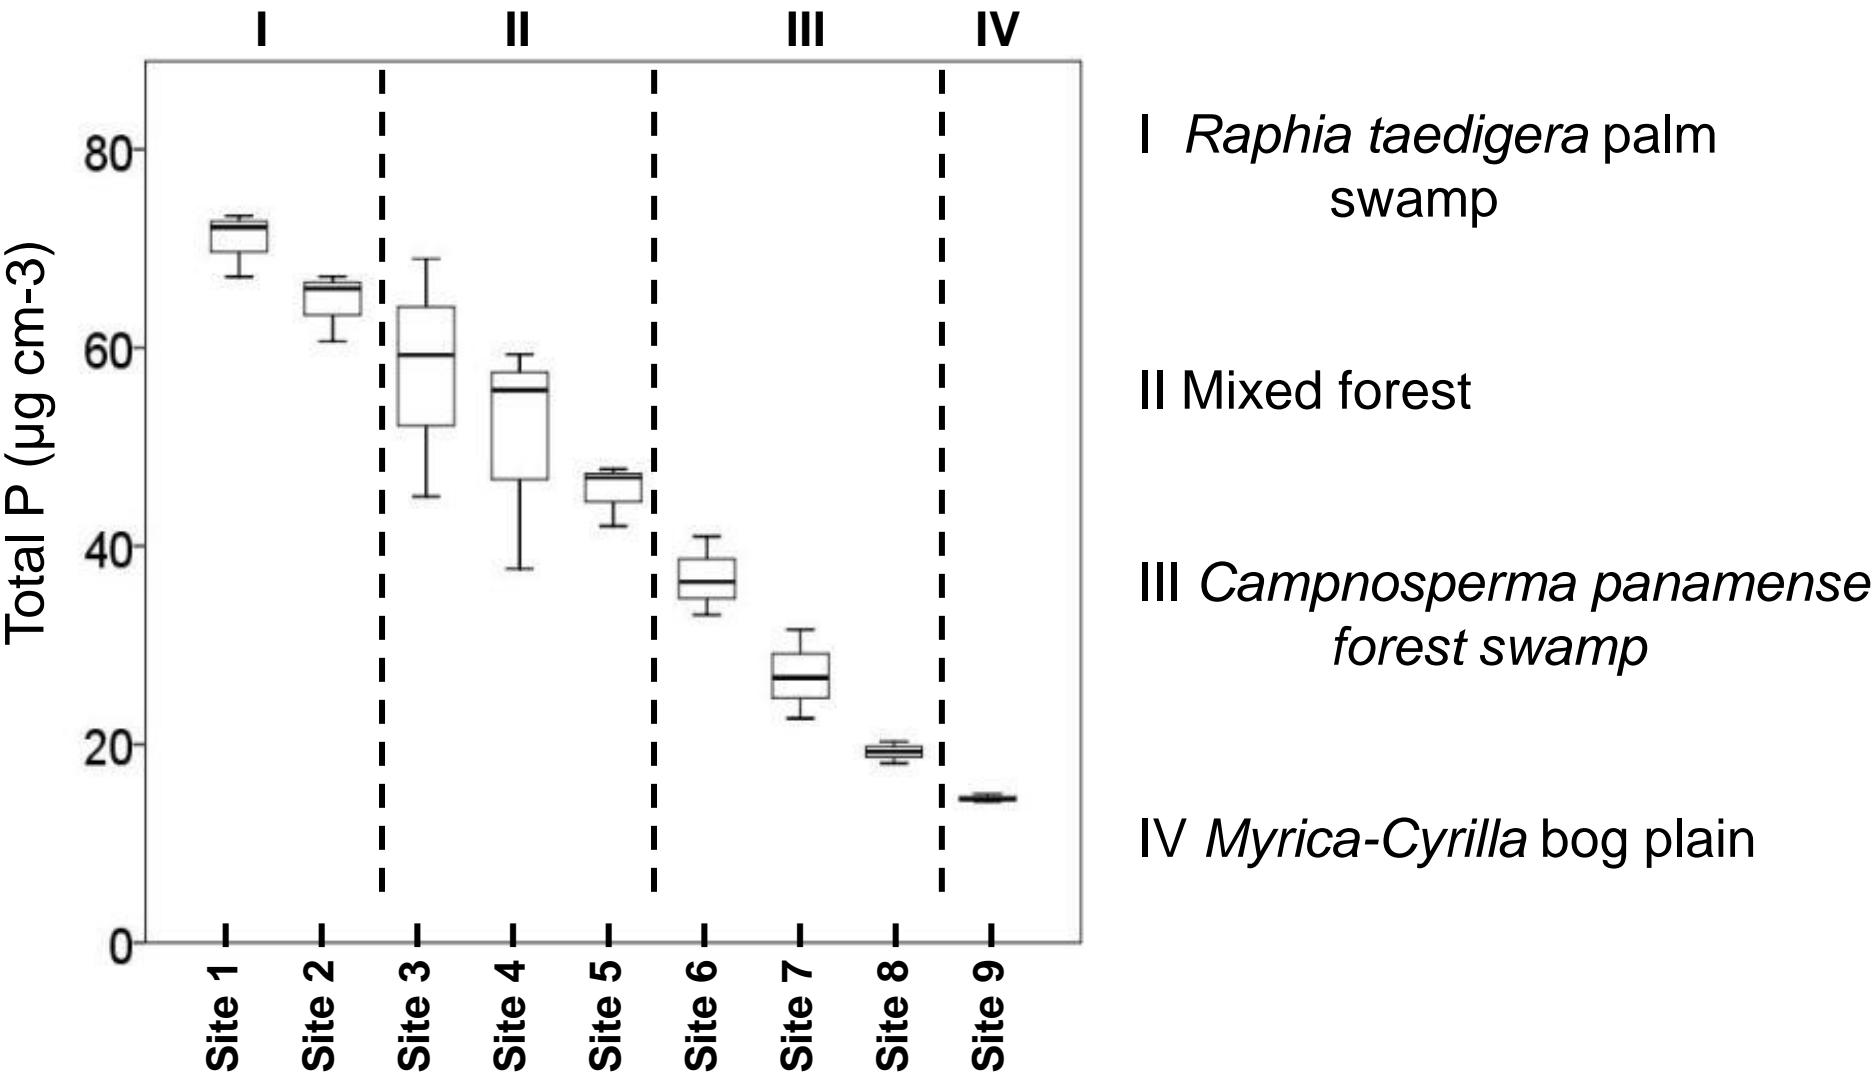 I II III IV
Total P (µg cm-3)
80
60
40
20
0
Site 1
Site 2
Site 3
Site 4
Site 5
Site 6
Site 7
Site 8
Site 9
I Raphia taedigera palm
swamp
II Mixed forest
III Campnosperma panamense
forest swamp
IV Myrica-Cyrilla bog plain